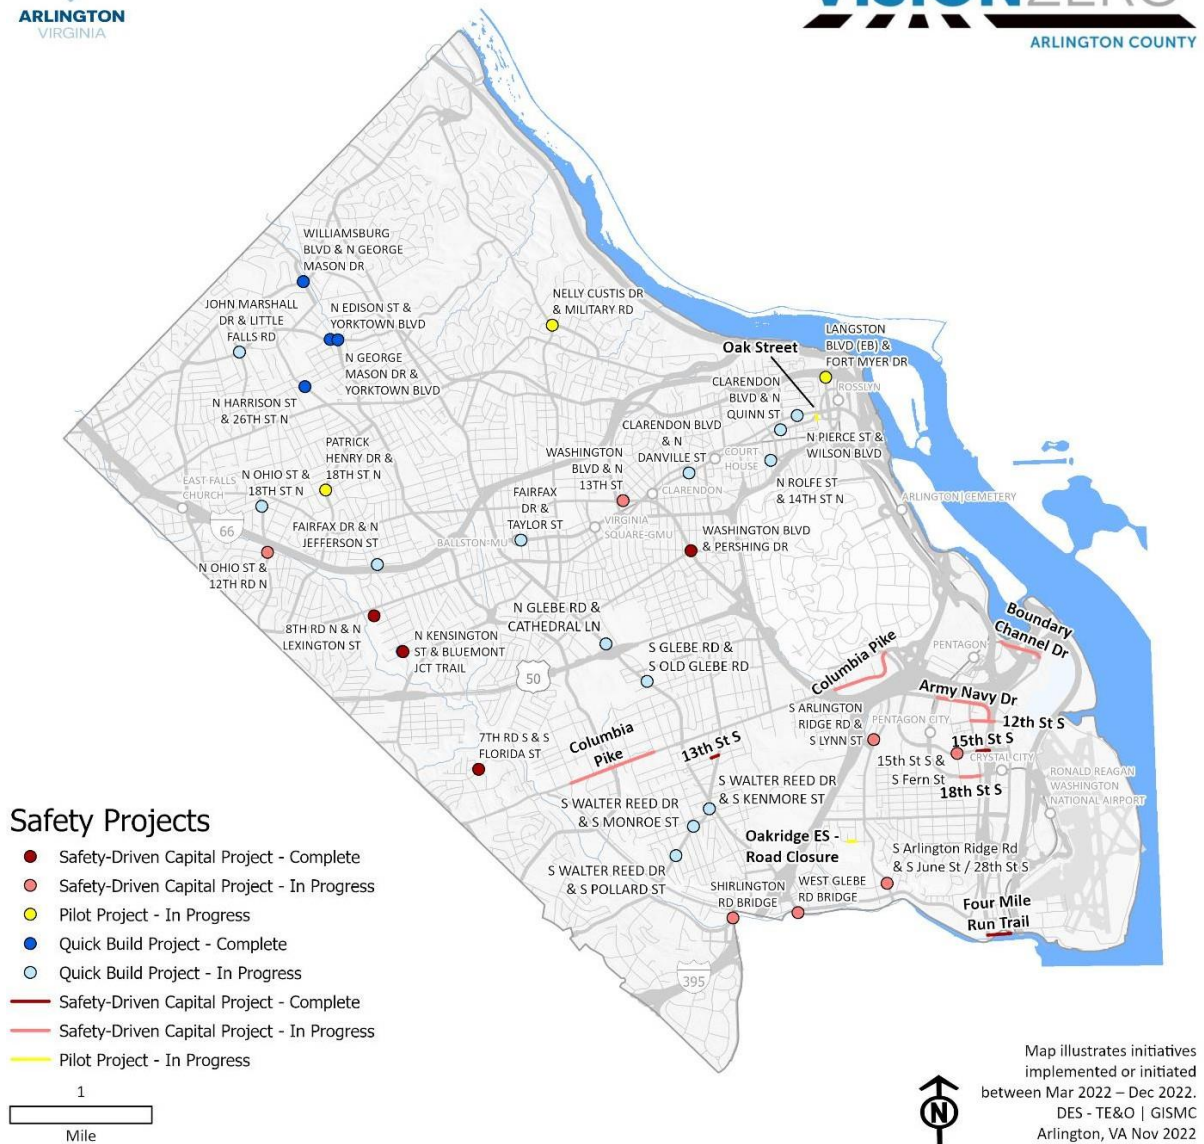 ARLINGTON
VIRGINIA
VISIONZERO
ARLINGTON COUNTY
WILLIAMSBURG
BLVD & N GEORGE
MASON DR
JOHN MARSHALL
DR & LITTLE
FALLS RD
N EDISON ST &
YORKTOWN BLVD
N GEORGE
MASON DR &
YORKTOWN BLVD
N HARRISON ST
& 26TH ST N
NELLY CUSTIS DR
& MILITARY RD
Oak Street
LANGSTON
BLVD (EB) &
FORT MYER DR
ROSSLYN
CLARENDON
BLVD & N
QUINN ST
CLARENDON BLVD
& N
DANVILLE ST
COURT
HOUSE
N PIERCE ST &
WILSON BLVD
N ROLFE ST
& 14TH ST N
WASHINGTON
BLVD & N
13TH ST
CLARENDON
PATRICK
HENRY DR &
18TH ST N
N OHIO ST &
18TH ST N
EAST FALLS
CHURCH
66
FAIRFAX DR & N
JEFFERSON ST
FAIRFAX
DR &
TAYLOR ST
BALLSTON-MU
VIRGINIA
SQUARE-GMU
ARLINGTON CEMETERY
WASHINGTON BLVD
& PERSHING DR
N OHIO ST &
12TH RD N
8TH RD N & N
LEXINGTON ST
N KENSINGTON
ST & BLUEMONT
JCT TRAIL
N GLEBE RD &
CATHEDRAL LN
S GLEBE RD &
S OLD GLEBE RD
50
Columbia Pike
PENTAGON
Boundary
Channel Dr
Army Navy Dr
12th St S
15th St S
S ARLINGTON
RIDGE RD &
S LYNN ST
PENTAGON CITY
15th St S &
S Fern St
CRYSTAL CITY
18th St S
RONALD REAGAN
WASHINGTON
NATIONAL AIRPORT
7TH RD S & S
FLORIDA ST
Columbia
Pike
13th St S
S WALTER REED DR
& S KENMORE ST
S WALTER REED DR
& S MONROE ST
S WALTER REED DR
& S POLLARD ST
Oakridge ES -
Road Closure
S Arlington Ridge Rd
& S June St / 28th St S
SHIRLINGTON
RD BRIDGE
WEST GLEBE
RD BRIDGE
Four Mile
Run Trail
395
Safety Projects
Safety-Driven Capital Project - Complete
Safety-Driven Capital Project - In Progress
Pilot Project - In Progress
Quick Build Project - Complete
Quick Build Project - In Progress
Safety-Driven Capital Project - Complete
Safety-Driven Capital Project - In Progress
Pilot Project - In Progress
1
Mile
N
Map illustrates initiatives
implemented or initiated
between Mar 2022 – Dec 2022.
DES - TE&O | GISMC
Arlington, VA Nov 2022